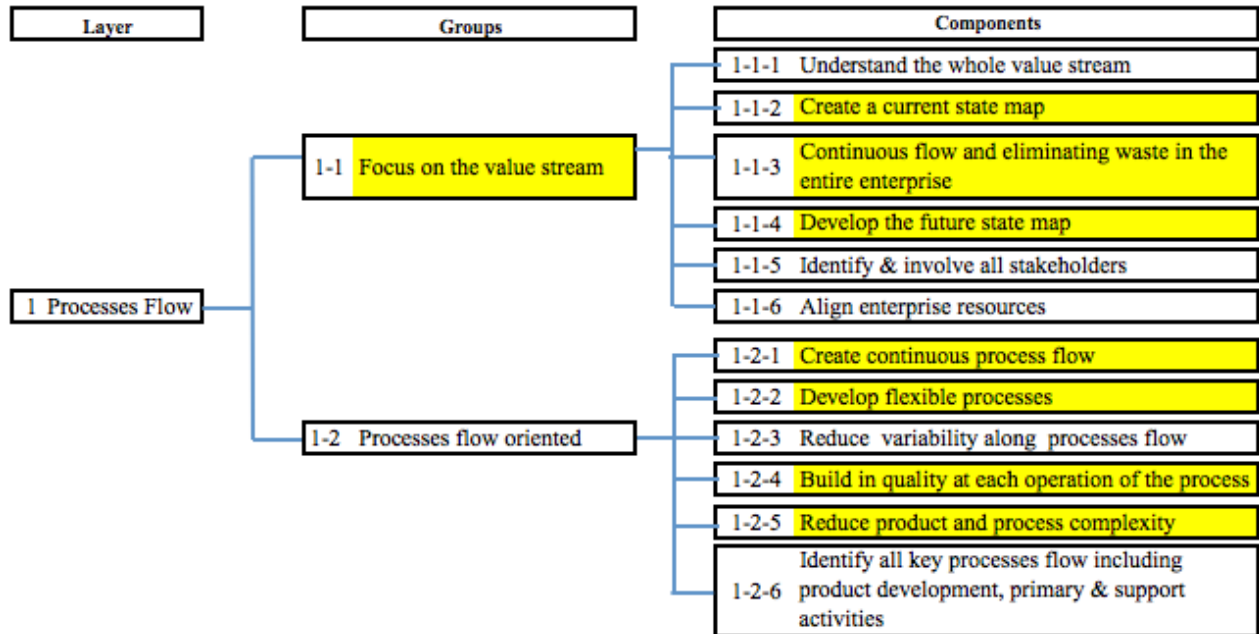 Layer
Groups
Components
1-1-1 Understand the whole value stream
1-1-2 Create a current state map
1-1 Focus on the value stream
1-1-3 Continuous flow and eliminating waste in the
entire enterprise
1-1-4 Develop the future state map
1-1-5 Identify & involve all stakeholders
1 Processes Flow
1-1-6 Align enterprise resources
1-2-1 Create continuous process flow
1-2-2 Develop flexible processes
1-2 Processes flow oriented
1-2-3 Reduce variability along processes flow
1-2-4 Build in quality at each operation of the process
1-2-5 Reduce product and process complexity
1-2-6 Identify all key processes flow including
product development, primary & support
activities